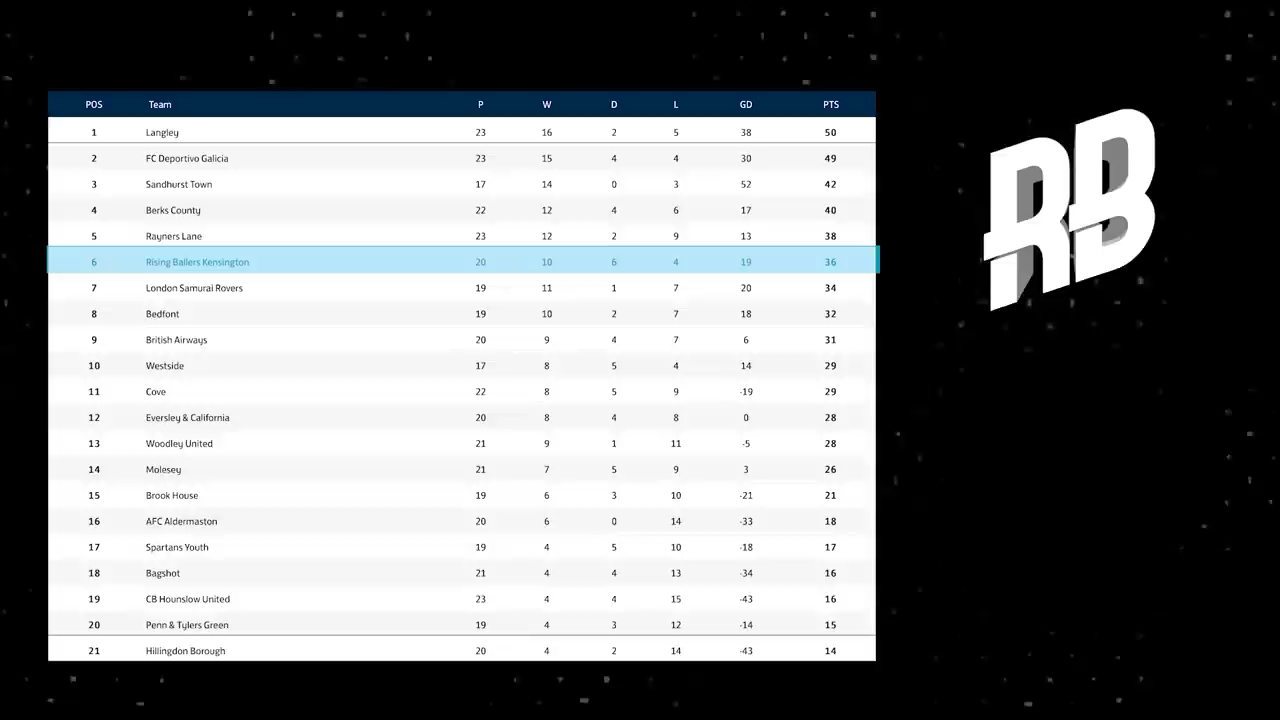 POS Team P W D L GD PTS
1 Langley 23 16 2 5 38 50
2 FC Deportivo Galicia 23 15 4 4 30 49
3 Sandhurst Town 17 14 0 3 52 42
4 Berks County 22 12 4 6 17 40
5 Rayners Lane 23 12 2 9 13 38
6 Rising Ballers Kensington 20 10 6 4 19 36
7 London Samurai Rovers 19 11 1 7 20 34
8 Bedfont 19 10 2 7 18 32
9 British Airways 20 9 4 7 6 31
10 Westside 17 8 5 4 14 29
11 Cove 22 8 5 9 -19 29
12 Eversley & California 20 8 4 8 0 28
13 Woodley United 21 9 1 11 -5 28
14 Molesey 21 7 5 9 3 26
15 Brook House 19 6 3 10 -21 21
16 AFC Aldermaston 20 6 0 14 -33 18
17 Spartans Youth 19 4 5 10 -18 17
18 Bagshot 21 4 4 13 -34 16
19 CB Hounslow United 23 4 4 15 -43 16
20 Penn & Tylers Green 19 4 3 12 -14 15
21 Hillingdon Borough 20 4 2 14 -43 14
RB